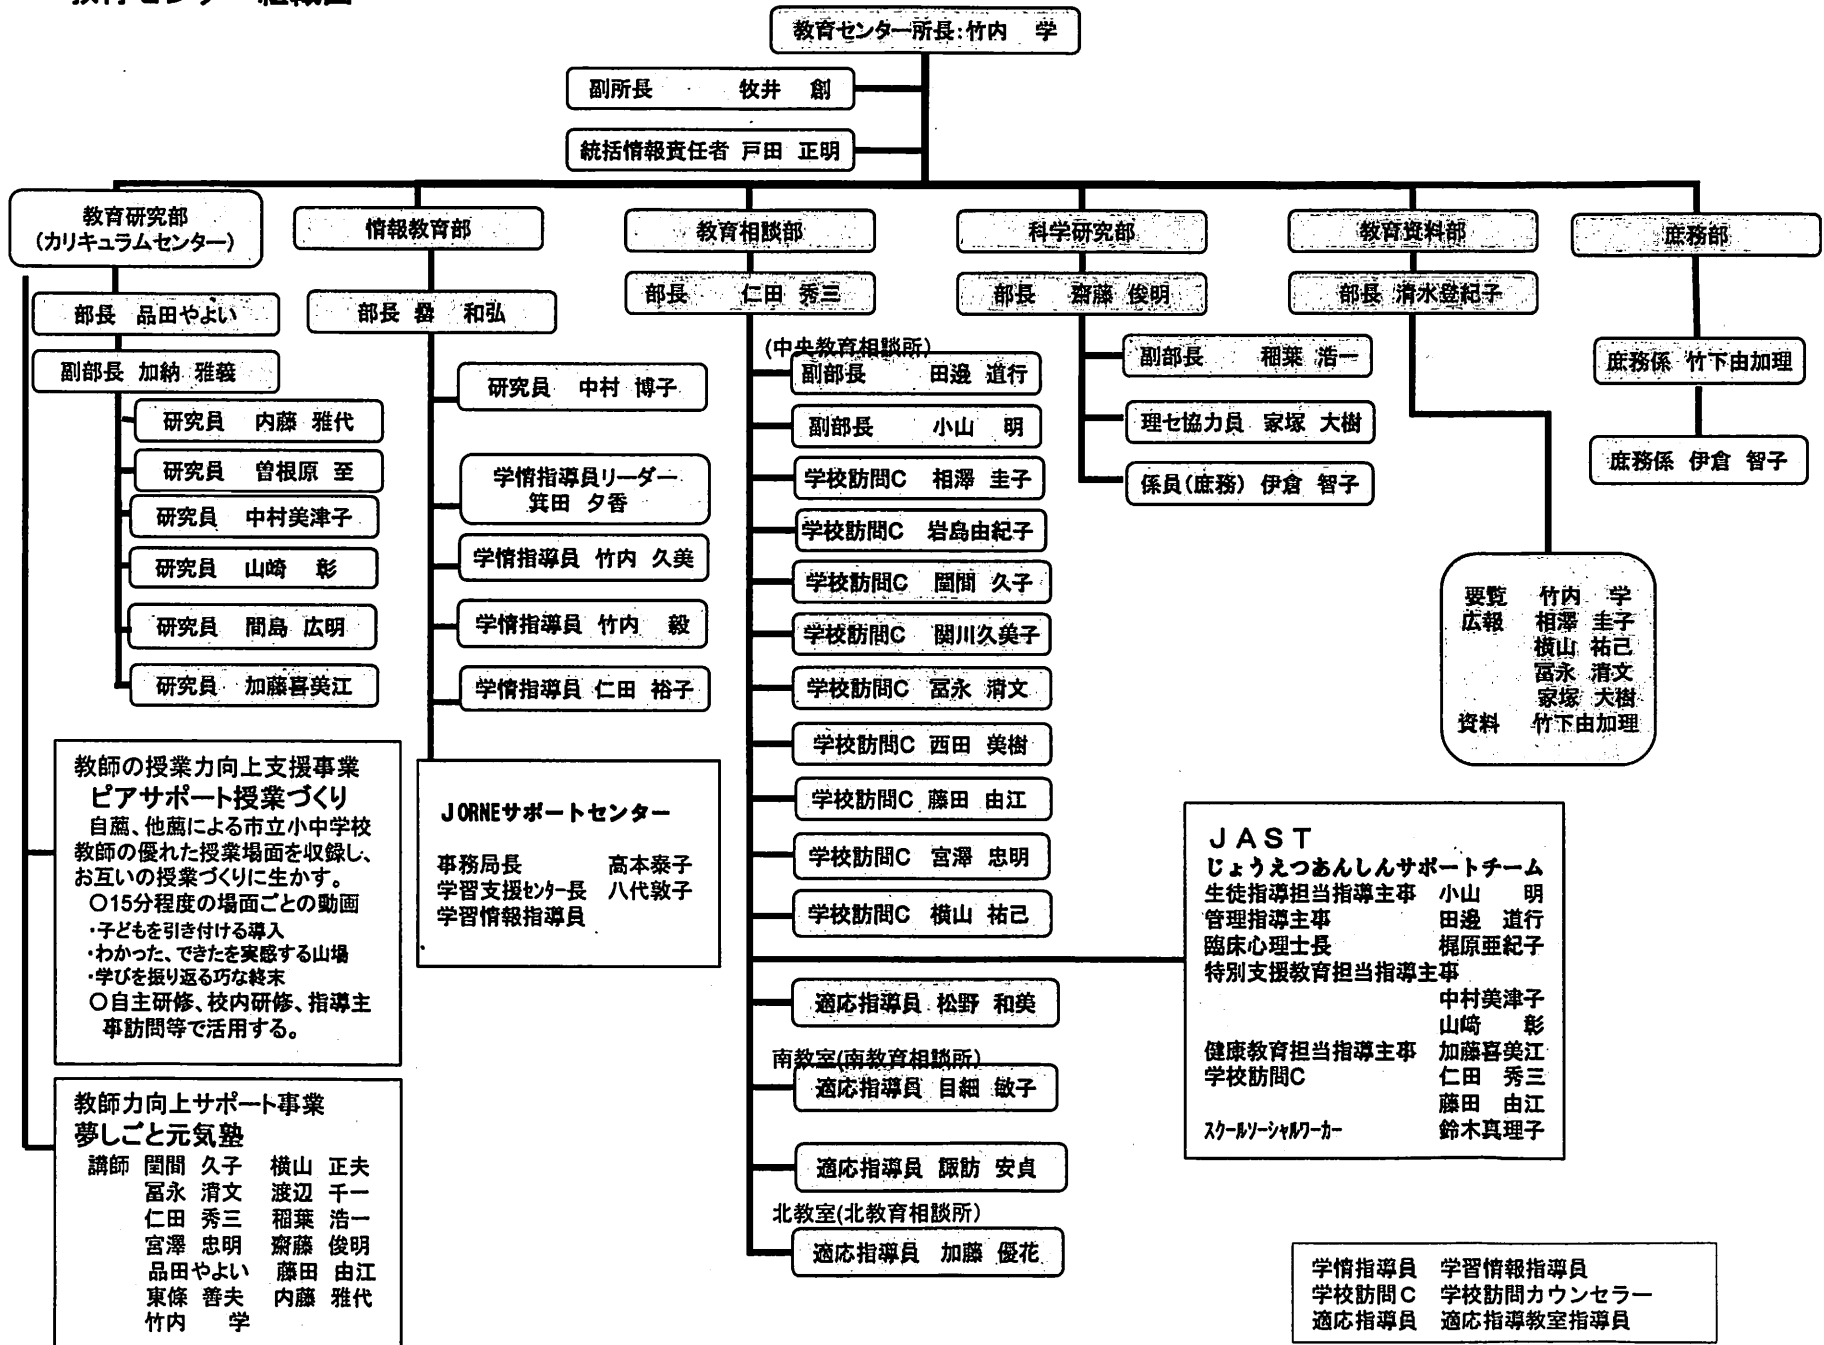 教育センター所長:竹内 学
副所長 牧井 創
統括情報責任者 戸田 正明
教育研究部
(カリキュラムセンター)
部長 品田やよい
副部長 加納 雅義
研究員 内藤 雅代
研究員 曽根原 至
研究員 中村美津子
研究員 山﨑 彰
研究員 間島 広明
研究員 加藤喜美江
教師の授業力向上支援事業
ピアサポート授業づくり
自薦、他薦による市立小中学校
教師の優れた授業場面を収録し、
お互いの授業づくりに生かす。
○15分程度の場面ごとの動画
・子どもを引き付ける導入
・わかった、できたを実感する山場
・学びを振り返る巧な終末
○自主研修、校内研修、指導主
事訪問等で活用する。
教師力向上サポート事業
夢しごと元気塾
講師 闉間 久子 横山 正夫
冨永 清文 渡辺 千一
仁田 秀三 稲葉 浩一
宮澤 忠明 齋藤 俊明
品田やよい 藤田 由江
東條 善夫 内藤 雅代
竹内 学
情報教育部
部長 和弘
研究員 中村 博子
学情指導員リーダー
箕田 夕香
学情指導員 竹内 久美
学情指導員 竹内 毅
学情指導員 仁田 裕子
JORNEサポートセンター
事務局長 高本泰子
学習支援センター長 八代敦子
学習情報指導員
教育相談部
部長 仁田 秀三
(中央教育相談所)
副部長 田邊 道行
副部長 小山 明
学校訪問C 相澤 圭子
学校訪問C 岩島由紀子
学校訪問C 闉間 久子
学校訪問C 関川久美子
学校訪問C 冨永 清文
学校訪問C 西田 美樹
学校訪問C 藤田 由江
学校訪問C 宮澤 忠明
学校訪問C 横山 祐己
適応指導員 松野 和美
南教室(南教育相談所)
適応指導員 目細 敏子
適応指導員 諏訪 安貞
北教室(北教育相談所)
適応指導員 加藤 優花
科学研究部
部長 齋藤 俊明
副部長 稲葉 浩一
理セ協力員 家塚 大樹
係員(庶務) 伊倉 智子
教育資料部
部長 清水登紀子
要覧 竹内 学
広報 相澤 圭子
横山 祐己
冨永 清文
家塚 大樹
資料 竹下由加理
庶務部
庶務係 竹下由加理
庶務係 伊倉 智子
JAST
じょうえつあんしんサポートチーム
生徒指導担当指導主事 小山 明
管理指導主事 田邊 道行
臨床心理士長 梶原亜紀子
特別支援教育担当指導主事
中村美津子
山﨑 彰
健康教育担当指導主事 加藤喜美江
学校訪問C 仁田 秀三
藤田 由江
スクールソーシャルワーカー 鈴木真理子
学情指導員 学習情報指導員
学校訪問C 学校訪問カウンセラー
適応指導員 適応指導教室指導員